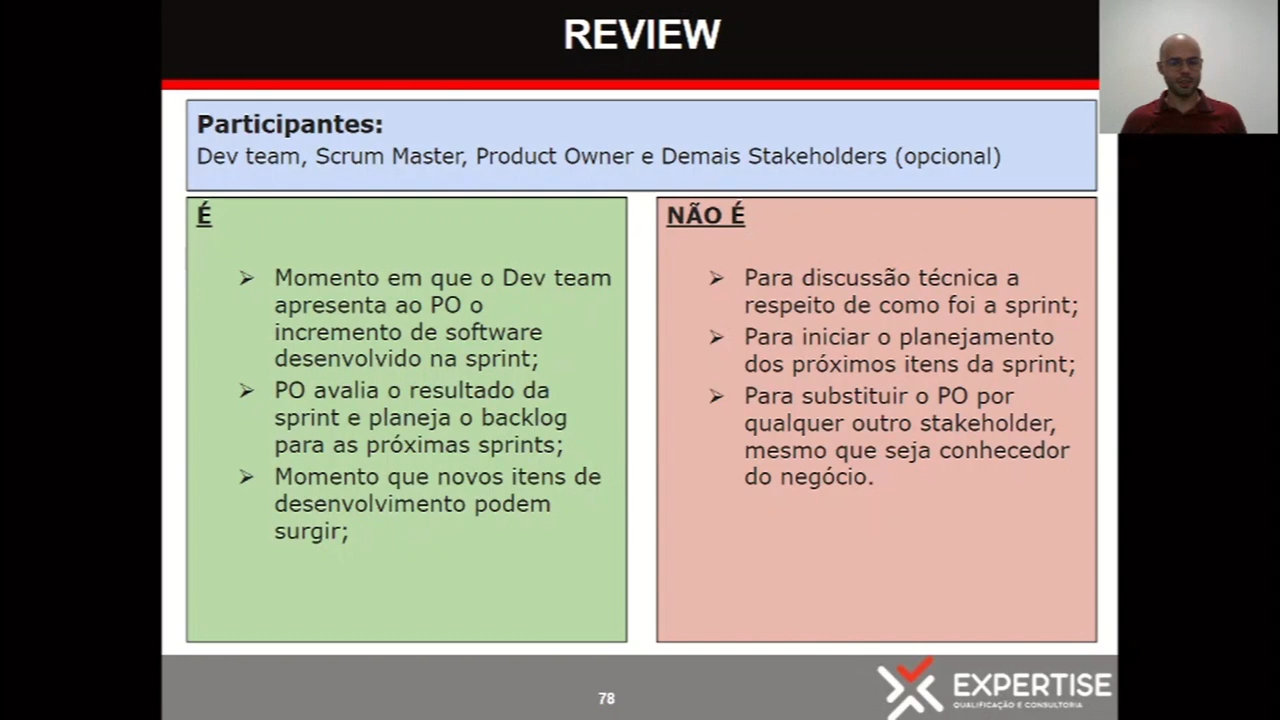 REVIEW
Participantes:
Dev team, Scrum Master, Product Owner e Demais Stakeholders (opcional)
É
➢ Momento em que o Dev team
apresenta ao PO o
incremento de software
desenvolvido na sprint;
➢ PO avalia o resultado da
sprint e planeja o backlog
para as próximas sprints;
➢ Momento que novos itens de
desenvolvimento podem
surgir;
NÃO É
➢ Para discussão técnica a
respeito de como foi a sprint;
➢ Para iniciar o planejamento
dos próximos itens da sprint;
➢ Para substituir o PO por
qualquer outro stakeholder,
mesmo que seja conhecedor
do negócio.
78
EXPERTISE
QUALIFICAÇÃO E CONSULTORIA